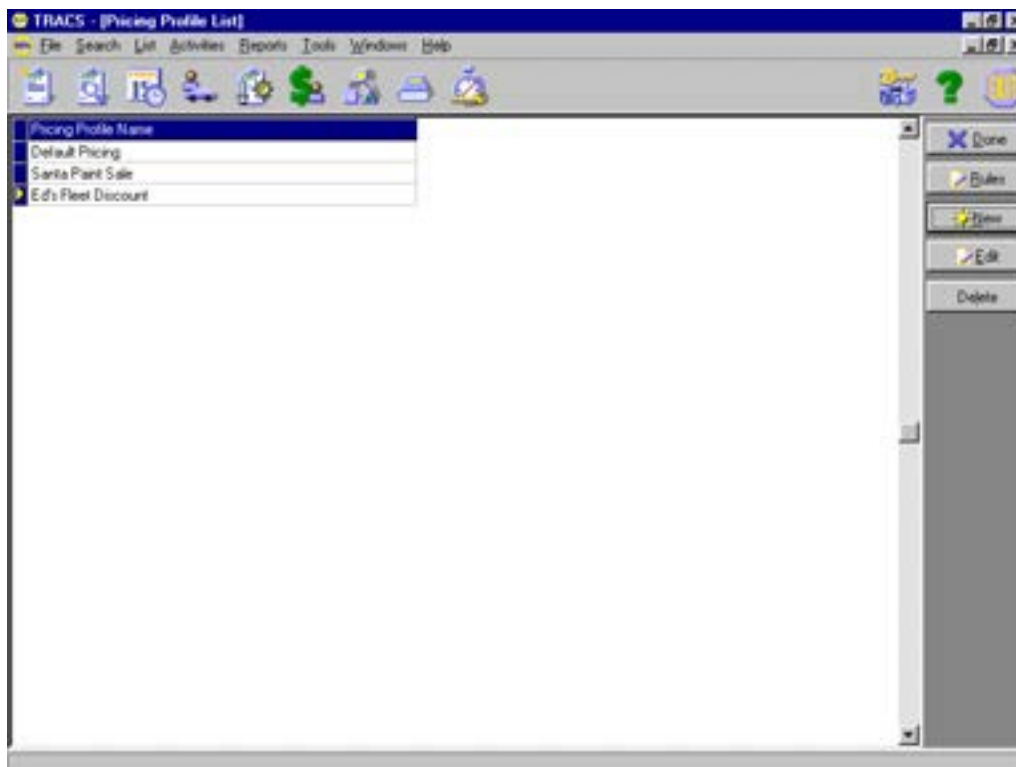 TRACS - [Pricing Profile List]
File Search List Activities Reports Tools Windows Help
Pricing Profile Name
Default Pricing
Santa Paint Sale
Ed's Fleet Discount
Done
Rules
New
Edit
Delete